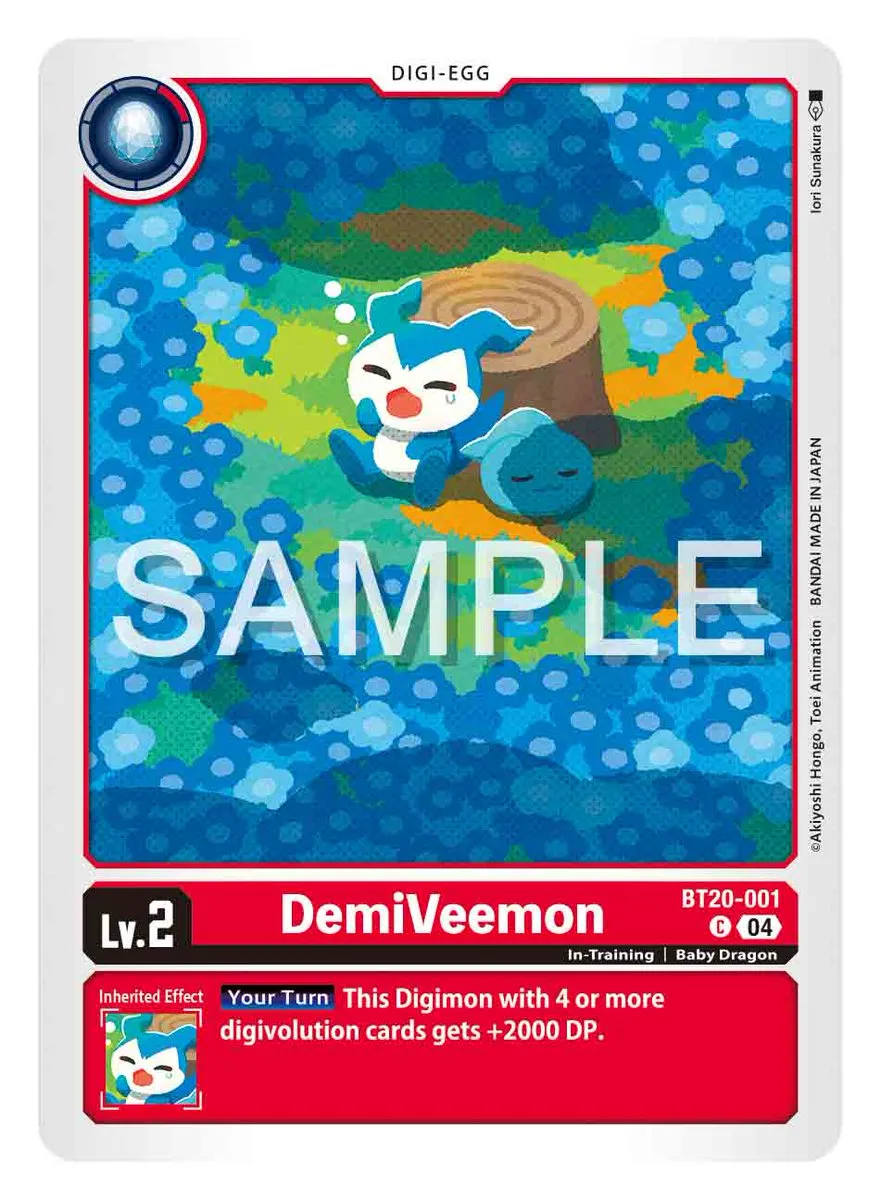 DIGI-EGG
Iori Sunakura
SAMPLE
©Akiyoshi Hongo, Toei Animation BANDAI MADE IN JAPAN
Lv.2
DemiVeemon
BT20-001
C 04
In-Training | Baby Dragon
Inherited Effect
Your Turn This Digimon with 4 or more
digivolution cards gets +2000 DP.